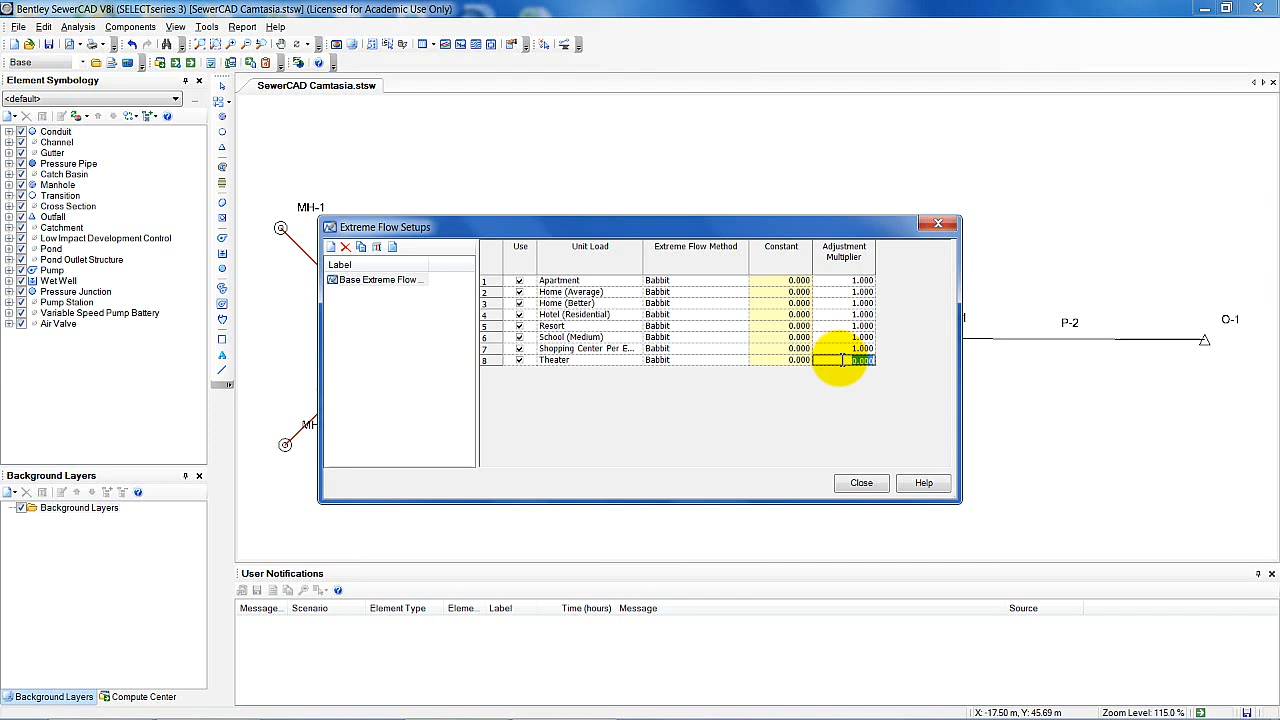 Bentley SewerCAD V8i (SELECTseries 3) [SewerCAD Camtasia.stsw] (Licensed for Academic Use Only)
File Edit Analysis Components View Tools Report Help
Base
Element Symbology
SewerCAD Camtasia.stsw
<default>
Conduit
Channel
Gutter
Pressure Pipe
Catch Basin
Manhole
Transition
Cross Section
Outfall
Catchment
Low Impact Development Control
Pond
Pond Outlet Structure
Pump
Wet Well
Pressure Junction
Pump Station
Variable Speed Pump Battery
Air Valve
MH-1
MH
P-2
O-1
Extreme Flow Setups
Label
Base Extreme Flow ...
Use Unit Load Extreme Flow Method Constant Adjustment Multiplier
1 Apartment Babbit 0.000 1.000
2 Home (Average) Babbit 0.000 1.000
3 Home (Better) Babbit 0.000 1.000
4 Hotel (Residential) Babbit 0.000 1.000
5 Resort Babbit 0.000 1.000
6 School (Medium) Babbit 0.000 1.000
7 Shopping Center Per E... Babbit 0.000 1.000
8 Theater Babbit 0.000 0.000
Close Help
Background Layers
Background Layers
Background Layers Compute Center
User Notifications
Message... Scenario Element Type Eleme... Label Time (hours) Message Source
X: -17.50 m, Y: 45.69 m Zoom Level: 115.0 %